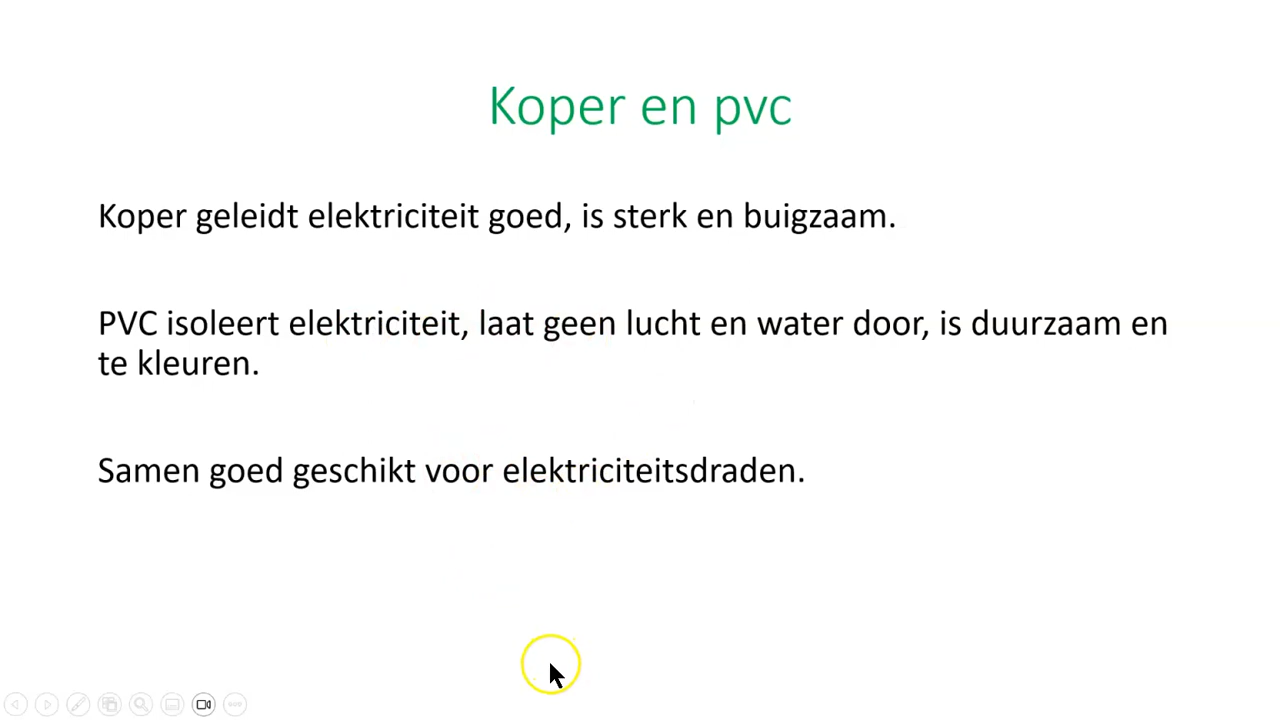 Koper en pvc
Koper geleidt elektriciteit goed, is sterk en buigzaam.
PVC isoleert elektriciteit, laat geen lucht en water door, is duurzaam en
te kleuren.
Samen goed geschikt voor elektriciteitsdraden.